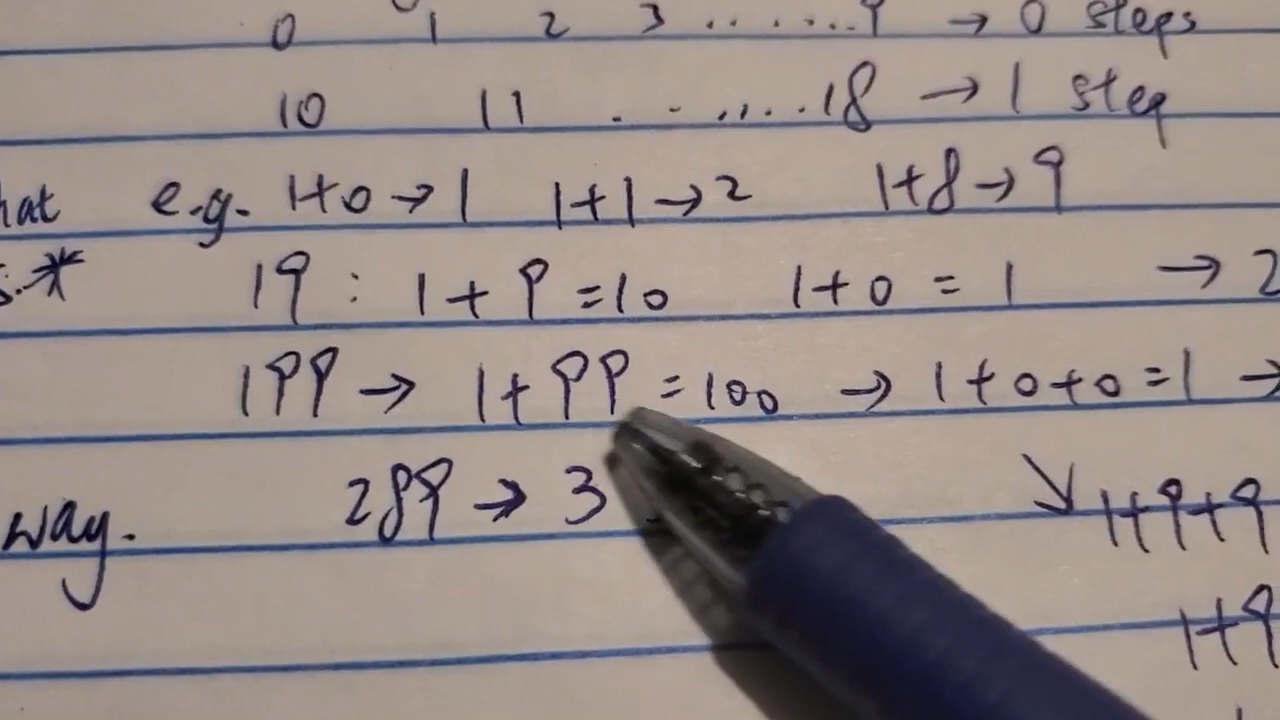 0 1 2 3 ........9 → 0 steps
10 11 . - .....18 → 1 step
hat e.g. 1+0 → 1 1+1 → 2 1+8 → 9
s.* 19 : 1 + 9 = 10 1+0 = 1 → 2
199 → 1 + 99 = 100 → 1+0+0 = 1 →
289 → 3 ↘ 1+9+9
way.
1+9